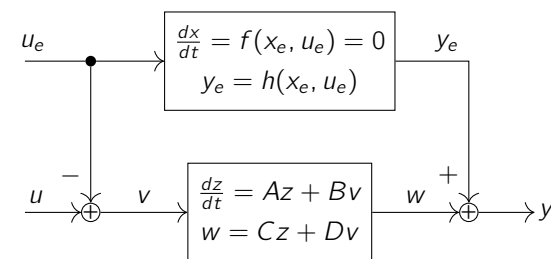 u_e
dx/dt = f(x_e, u_e) = 0
y_e = h(x_e, u_e)
y_e
−
+
u
+
v
dz/dt = Az + Bv
w = Cz + Dv
w
+
y